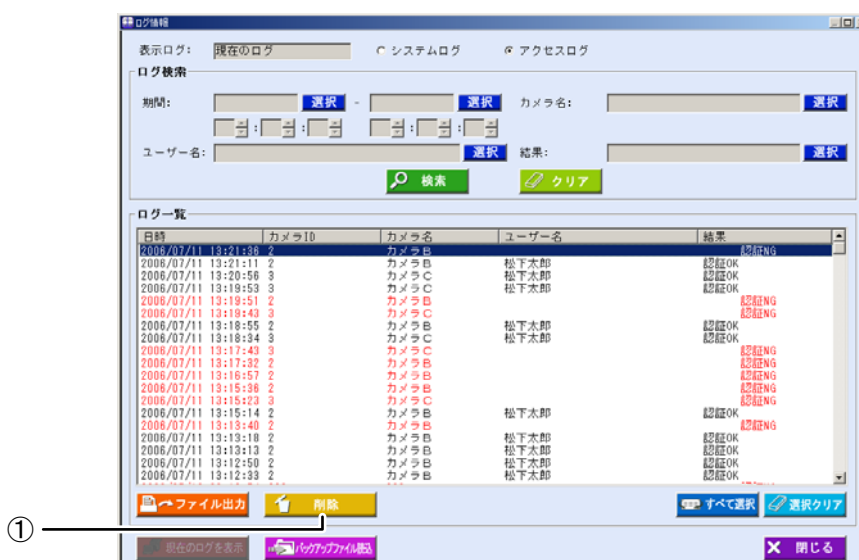 ログ情報
表示ログ: 現在のログ システムログ アクセスログ
ログ検索
期間: 選択 - 選択 カメラ名: 選択
: : : :
ユーザー名: 選択 結果: 選択
検索 クリア
ログ一覧
日時 カメラID カメラ名 ユーザー名 結果
2006/07/11 13:21:36 2 カメラB 認証NG
2006/07/11 13:21:11 2 カメラB 松下太郎 認証OK
2006/07/11 13:20:56 3 カメラC 松下太郎 認証OK
2006/07/11 13:19:53 3 カメラC 松下太郎 認証OK
2006/07/11 13:19:51 2 カメラB 認証NG
2006/07/11 13:19:43 3 カメラC 認証NG
2006/07/11 13:18:55 2 カメラB 松下太郎 認証OK
2006/07/11 13:18:34 3 カメラC 松下太郎 認証OK
2006/07/11 13:17:43 3 カメラC 認証NG
2006/07/11 13:17:32 2 カメラB 認証NG
2006/07/11 13:16:57 2 カメラB 認証NG
2006/07/11 13:15:36 2 カメラB 認証NG
2006/07/11 13:15:23 3 カメラC 認証NG
2006/07/11 13:15:14 2 カメラB 松下太郎 認証OK
2006/07/11 13:13:40 2 カメラB 認証NG
2006/07/11 13:13:18 2 カメラB 松下太郎 認証OK
2006/07/11 13:13:13 2 カメラB 松下太郎 認証OK
2006/07/11 13:12:50 2 カメラB 松下太郎 認証OK
2006/07/11 13:12:33 2 カメラB 松下太郎 認証OK
ファイル出力 削除 すべて選択 選択クリア
①
現在のログを表示 バックアップファイル読込 閉じる